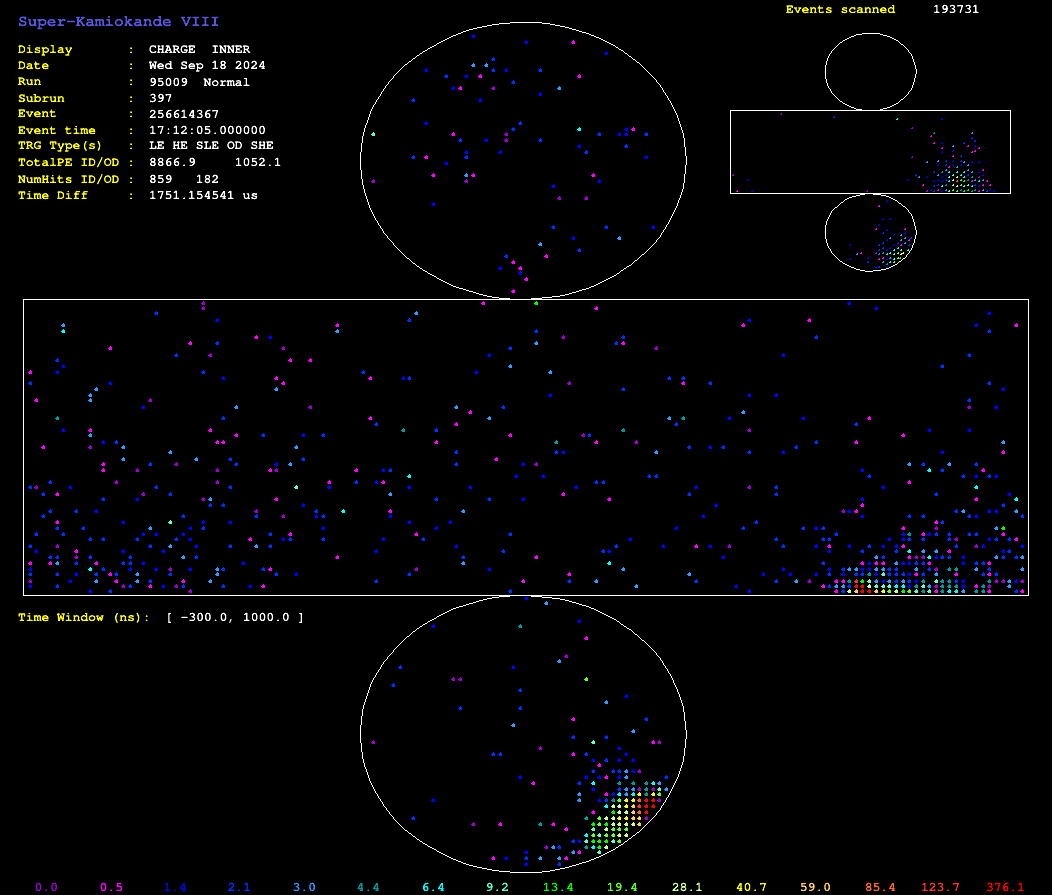 Super-Kamiokande VIII
Events scanned 193731
Display : CHARGE INNER
Date : Wed Sep 18 2024
Run : 95009 Normal
Subrun : 397
Event : 256614367
Event time : 17:12:05.000000
TRG Type(s) : LE HE SLE OD SHE
TotalPE ID/OD : 8866.9 1052.1
NumHits ID/OD : 859 182
Time Diff : 1751.154541 us
Time Window (ns): [ -300.0, 1000.0 ]
0.0 0.5 1.4 2.1 3.0 4.4 6.4 9.2 13.4 19.4 28.1 40.7 59.0 85.4 123.7 376.1